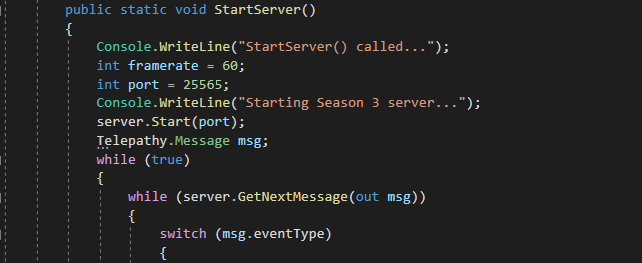 public static void StartServer()
{
Console.WriteLine("StartServer() called...");
int framerate = 60;
int port = 25565;
Console.WriteLine("Starting Season 3 server...");
server.Start(port);
Telepathy.Message msg;
while (true)
{
while (server.GetNextMessage(out msg))
{
switch (msg.eventType)
{